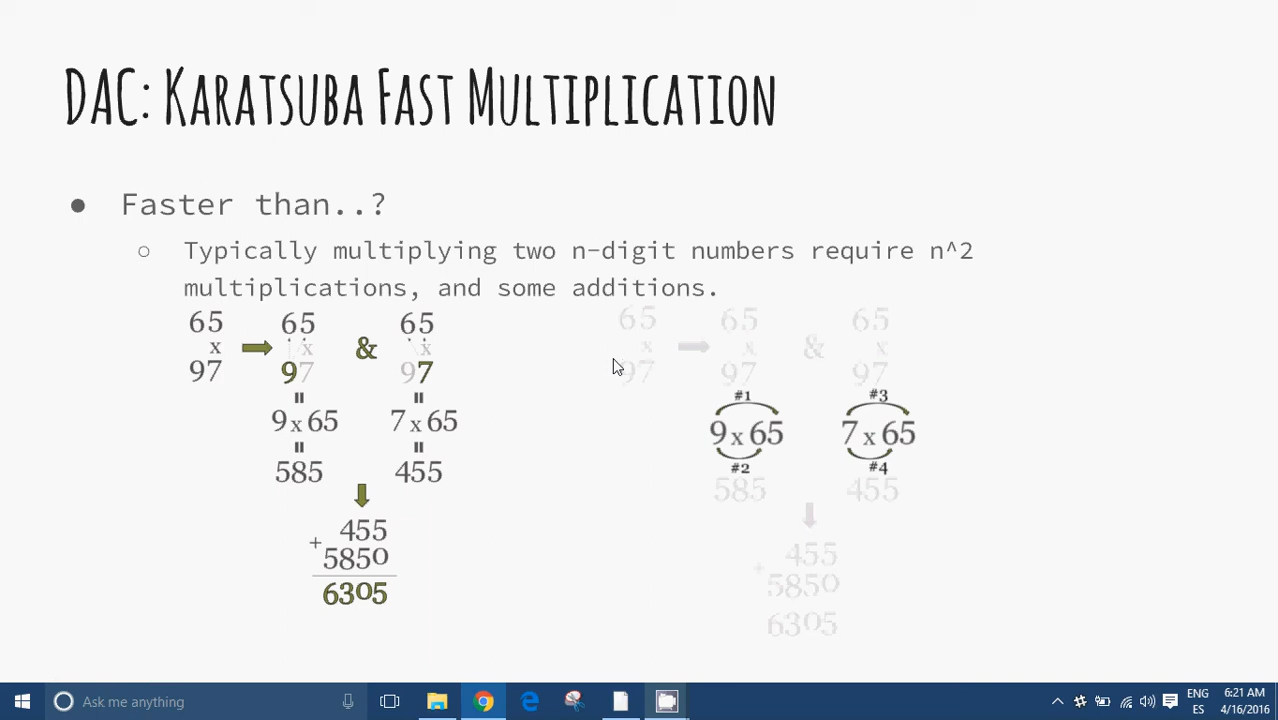 DAC: Karatsuba Fast Multiplication
● Faster than..?
○ Typically multiplying two n-digit numbers require n^2
multiplications, and some additions.
65 65 65
x x & x
97 97 97
9 x 65 7 x 65
585 455
455
+
5850
6305
65 65 65
x x & x
97 97 97
#1 #3
9 x 65 7 x 65
#2 #4
585 455
455
+
5850
6305
Ask me anything
ENG 6:21 AM
ES 4/16/2016